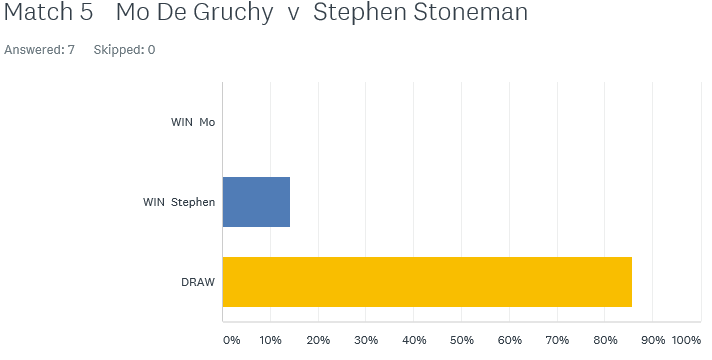 Match 5 Mo De Gruchy v Stephen Stoneman
Answered: 7 Skipped: 0
WIN Mo
WIN Stephen
DRAW
0% 10% 20% 30% 40% 50% 60% 70% 80% 90% 100%